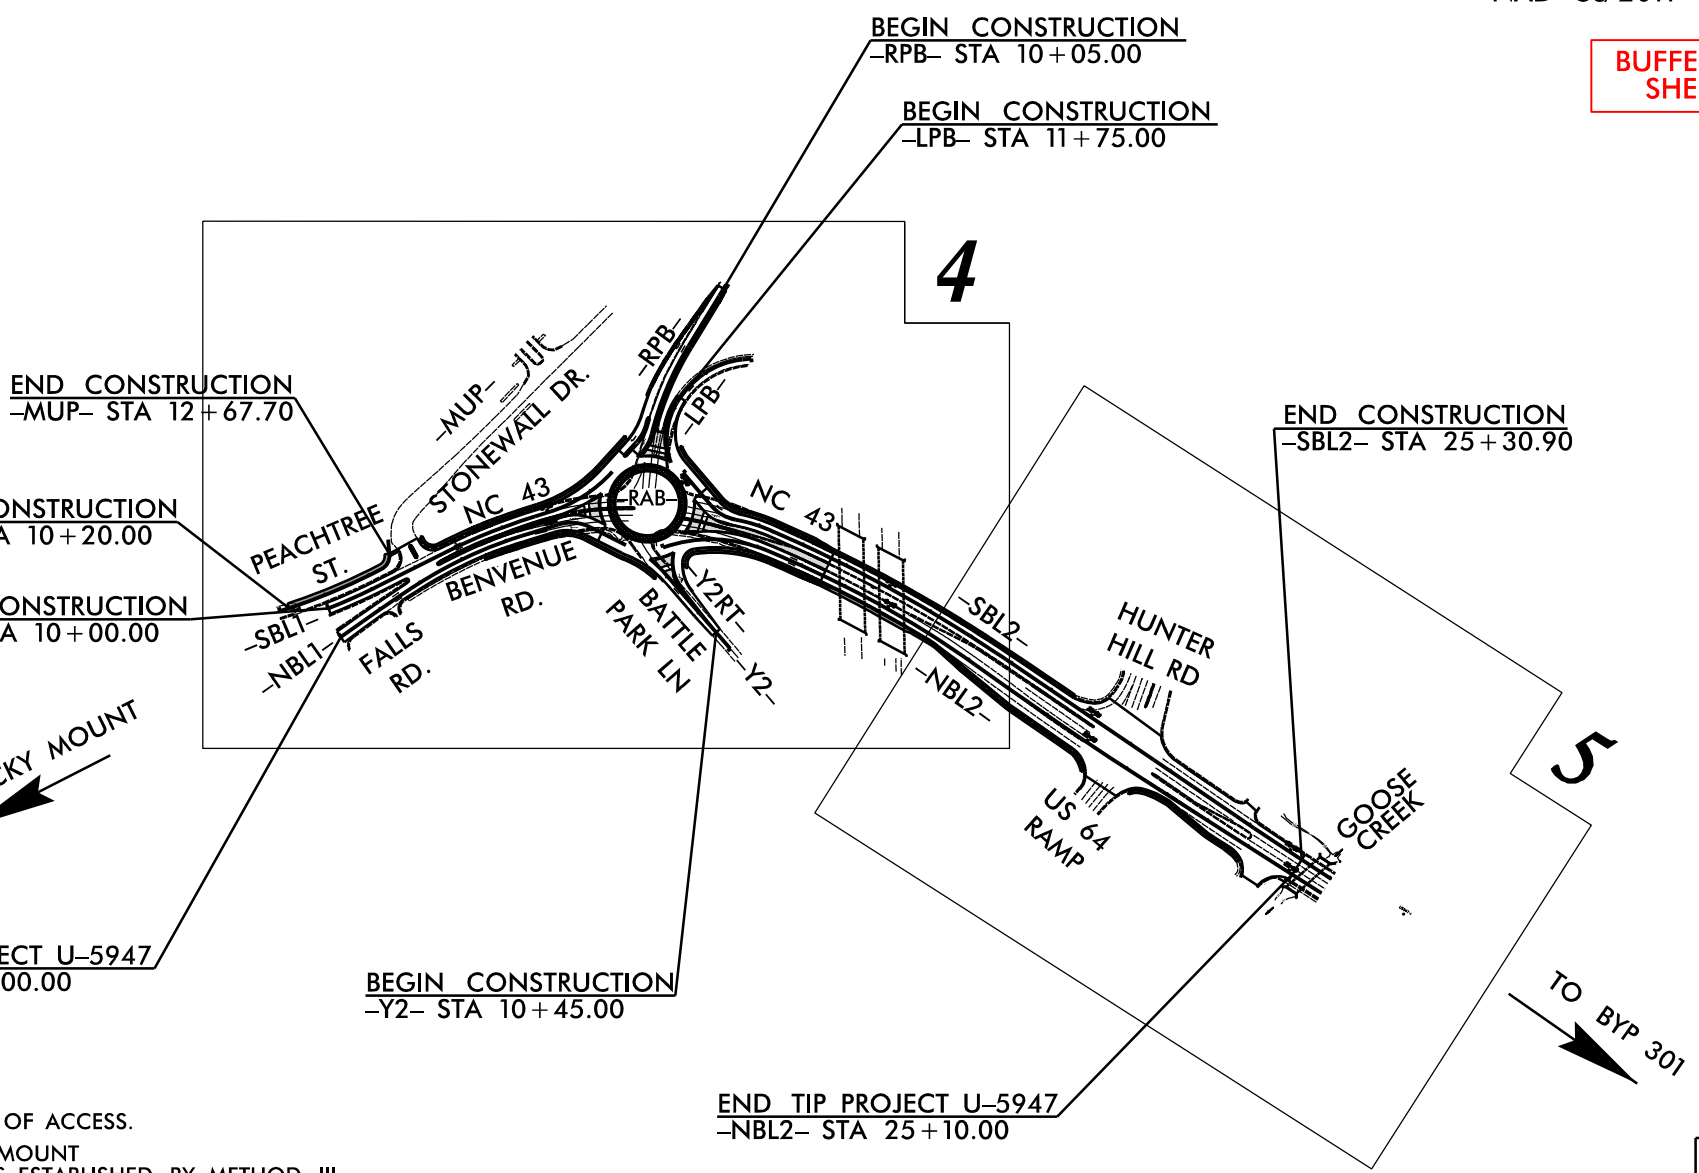 BEGIN CONSTRUCTION
–RPB– STA 10+05.00
BEGIN CONSTRUCTION
–LPB– STA 11+75.00
4
END CONSTRUCTION
–MUP– STA 12+67.70
–MUP–
STONEWALL DR.
–RPB–
–LPB–
NC 43
–RAB–
NC 43
10+20.00
PEACHTREE
ST.
10+00.00
–SBL1–
–NBL1–
FALLS
RD.
BENVENUE
RD.
BATTLE
PARK LN
–Y2RT–
–Y2–
–SBL2–
–NBL2–
HUNTER
HILL RD
US 64
RAMP
END CONSTRUCTION
–SBL2– STA 25+30.90
5
GOOSE
CREEK
MOUNT
U–5947
00.00
BEGIN CONSTRUCTION
–Y2– STA 10+45.00
END TIP PROJECT U–5947
–NBL2– STA 25+10.00
TO BYP 301
OF ACCESS.
MOUNT
ESTABLISHED BY METHOD III